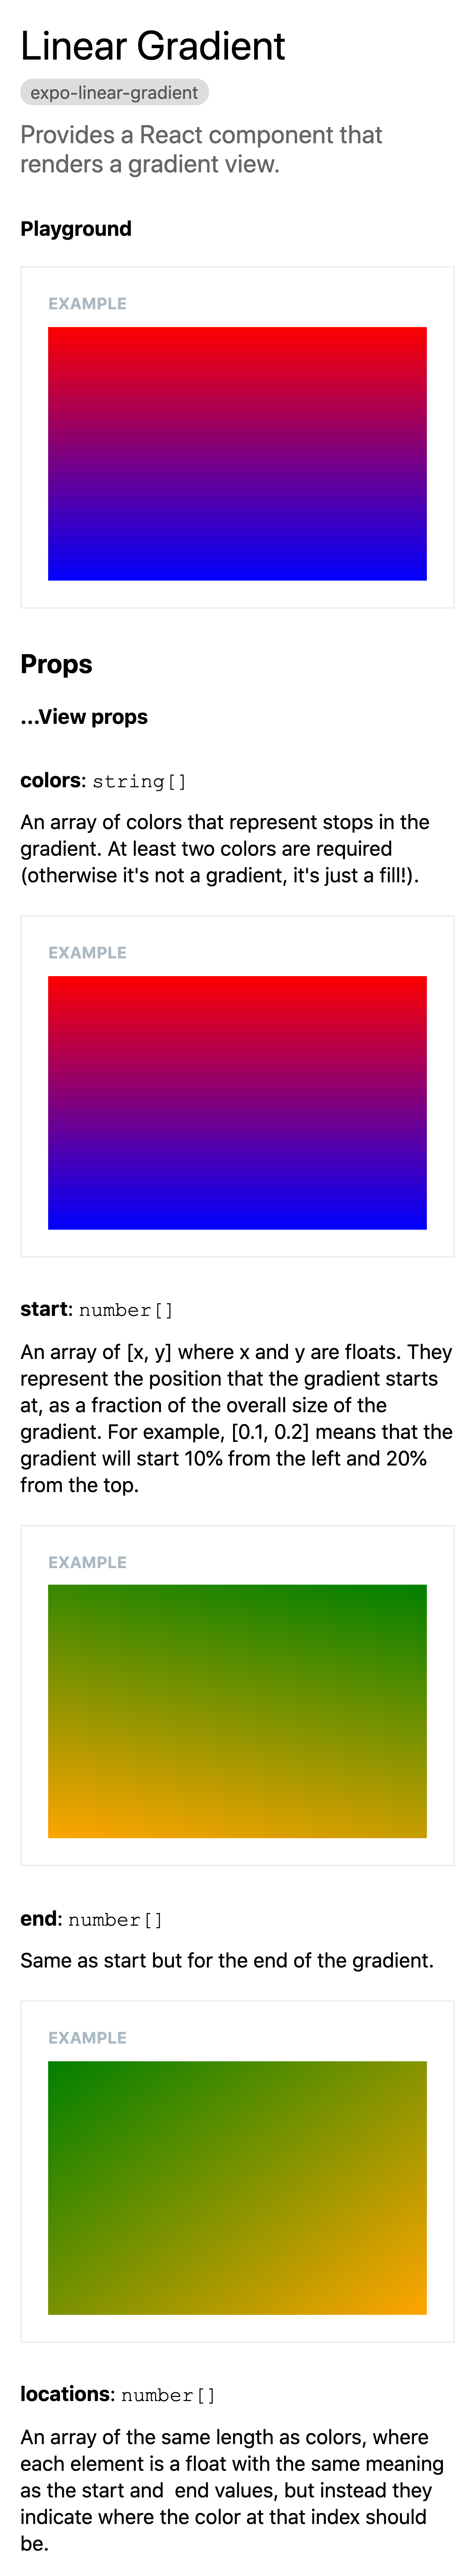 Linear Gradient
expo-linear-gradient
Provides a React component that
renders a gradient view.
Playground
EXAMPLE
Props
...View props
colors: string[]
An array of colors that represent stops in the
gradient. At least two colors are required
(otherwise it's not a gradient, it's just a fill!).
EXAMPLE
start: number[]
An array of [x, y] where x and y are floats. They
represent the position that the gradient starts
at, as a fraction of the overall size of the
gradient. For example, [0.1, 0.2] means that the
gradient will start 10% from the left and 20%
from the top.
EXAMPLE
end: number[]
Same as start but for the end of the gradient.
EXAMPLE
locations: number[]
An array of the same length as colors, where
each element is a float with the same meaning
as the start and  end values, but instead they
indicate where the color at that index should
be.